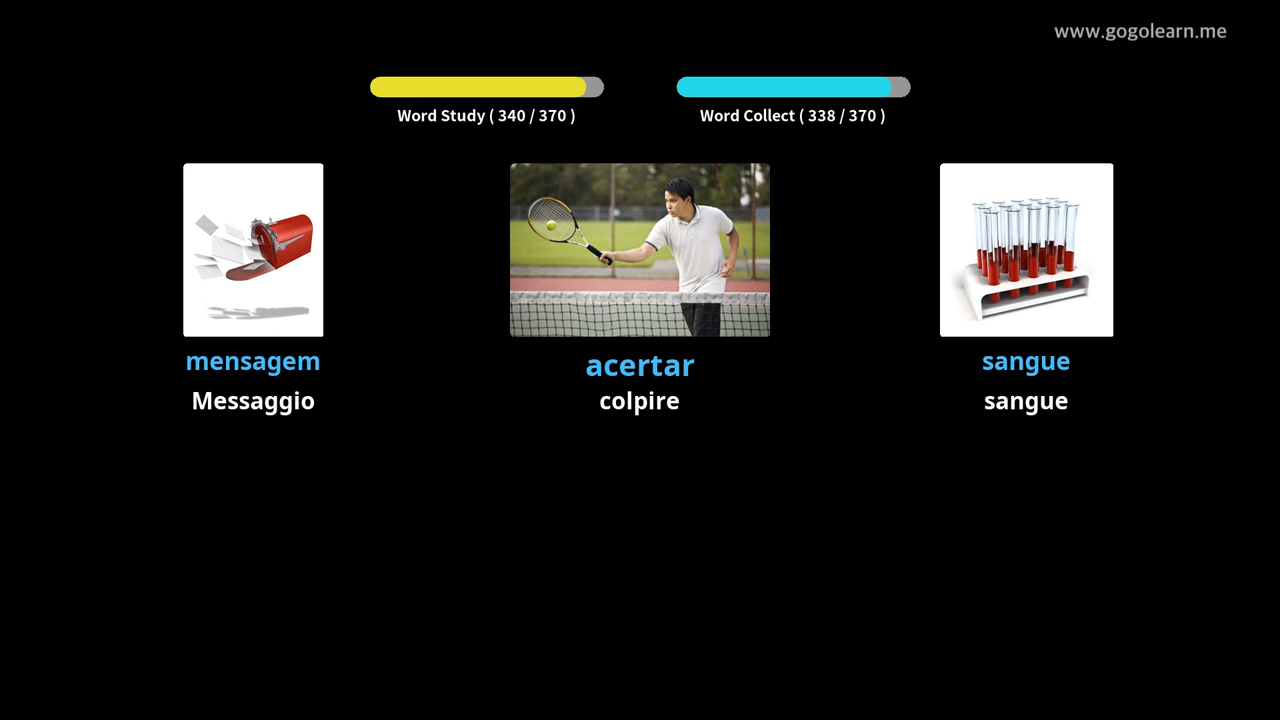 www.gogolearn.me
Word Study ( 340 / 370 )
Word Collect ( 338 / 370 )
mensagem
Messaggio
acertar
colpire
sangue
sangue